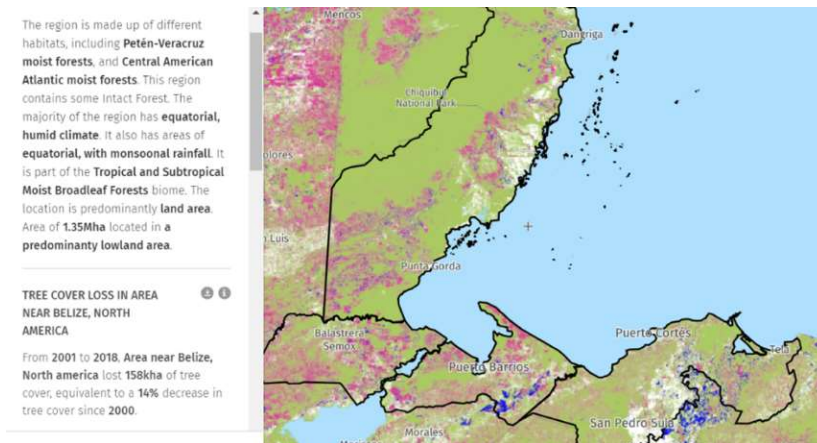 The region is made up of different
habitats, including Petén-Veracruz
moist forests, and Central American
Atlantic moist forests. This region
contains some Intact Forest. The
majority of the region has equatorial,
humid climate. It also has areas of
equatorial, with monsoonal rainfall. It
is part of the Tropical and Subtropical
Moist Broadleaf Forests biome. The
location is predominantly land area.
Area of 1.35Mha located in a
predominanty lowland area.
TREE COVER LOSS IN AREA
NEAR BELIZE, NORTH
AMERICA
From 2001 to 2018, Area near Belize,
North america lost 158kha of tree
cover, equivalent to a 14% decrease in
tree cover since 2000.
Mencos
Dangriga
Chiquibul
National Park
olores
n Luis
Punta Gorda
Balastrera
Semox
Puerto Cortés
Tela
Puerto Barrios
San Pedro Sula
Morales